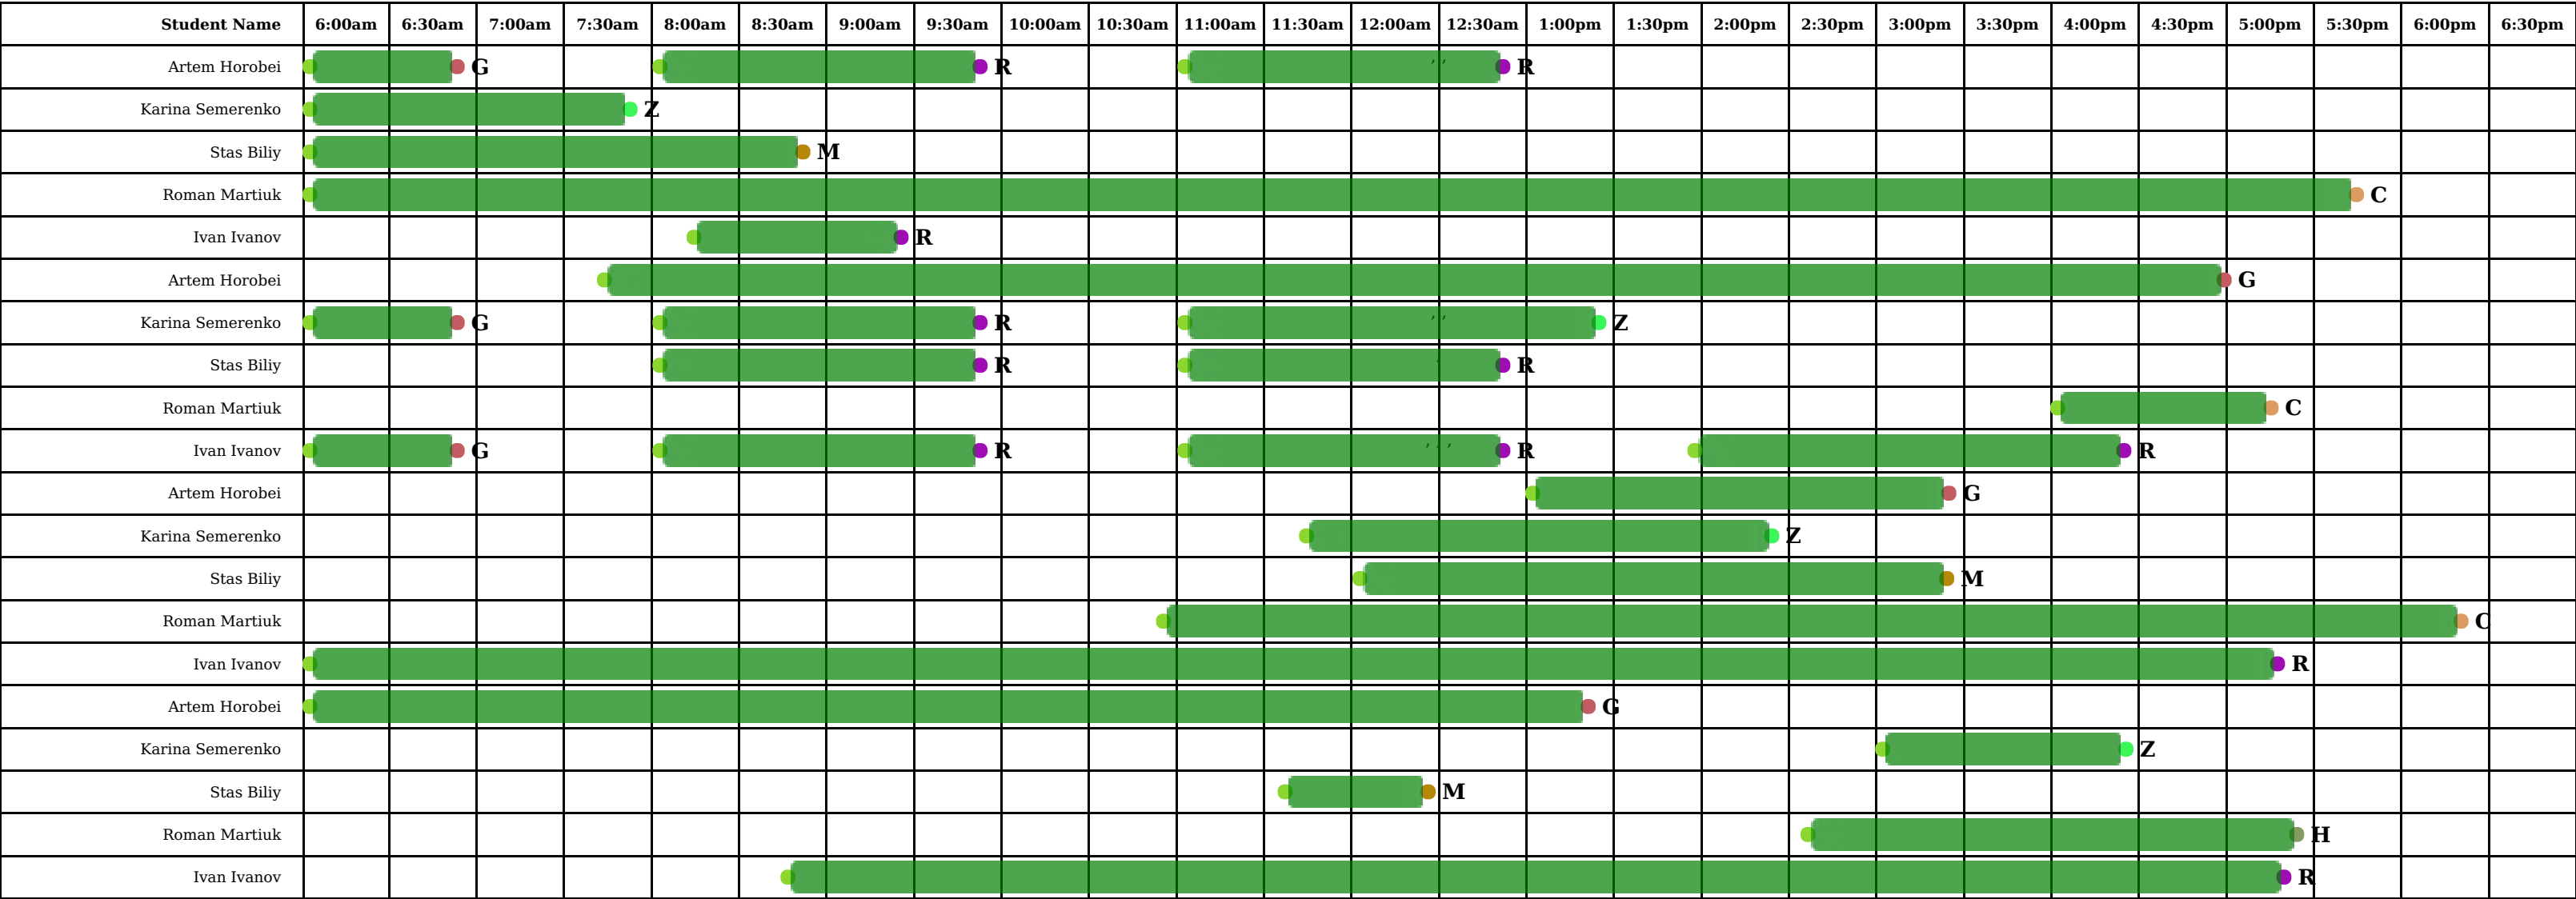 Student Name 6:00am 6:30am 7:00am 7:30am 8:00am 8:30am 9:00am 9:30am 10:00am 10:30am 11:00am 11:30am 12:00am 12:30am 1:00pm 1:30pm 2:00pm 2:30pm 3:00pm 3:30pm 4:00pm 4:30pm 5:00pm 5:30pm 6:00pm 6:30pm
Artem Horobei G R R
Karina Semerenko Z
Stas Biliy M
Roman Martiuk C
Ivan Ivanov R
Artem Horobei G
Karina Semerenko G R Z
Stas Biliy R R
Roman Martiuk C
Ivan Ivanov G R R R
Artem Horobei G
Karina Semerenko Z
Stas Biliy M
Roman Martiuk C
Ivan Ivanov R
Artem Horobei G
Karina Semerenko Z
Stas Biliy M
Roman Martiuk H
Ivan Ivanov R